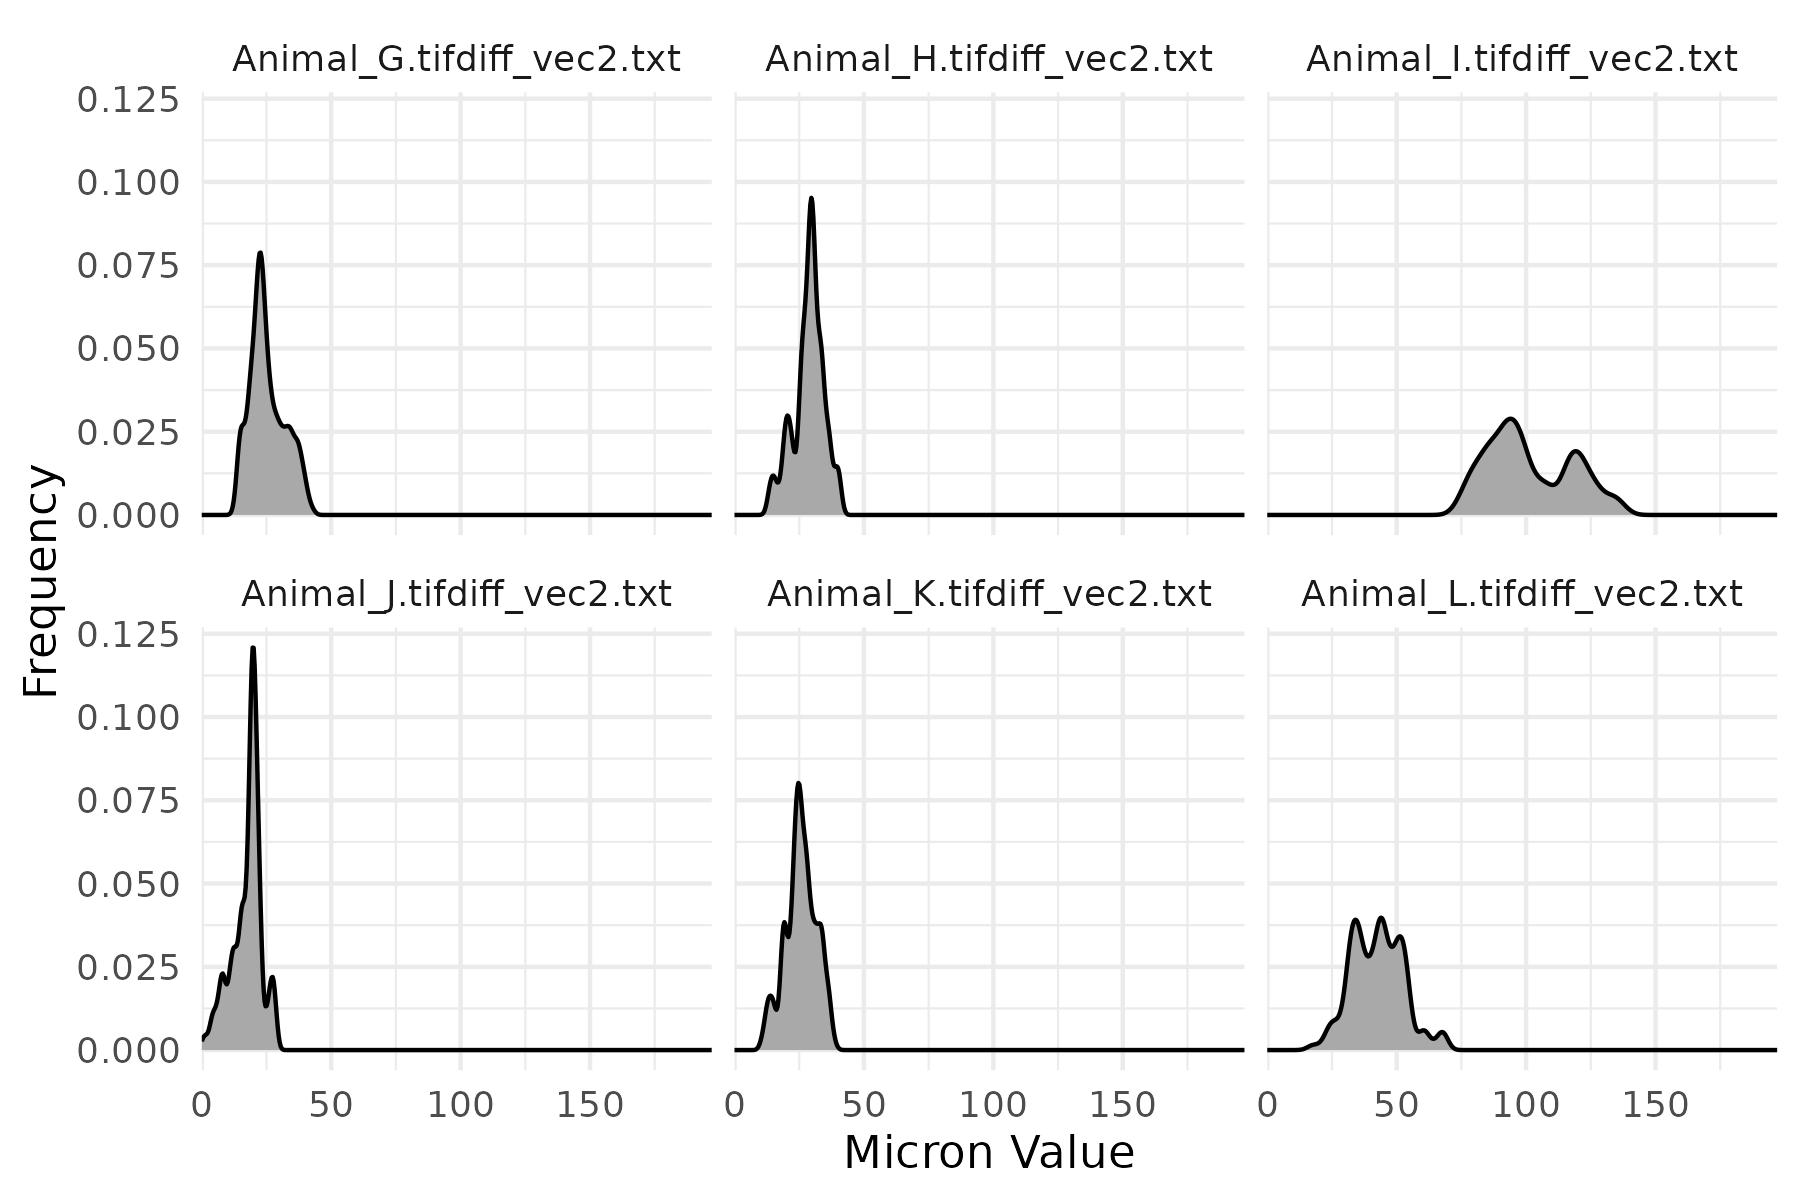 Animal_G.tifdiff_vec2.txt Animal_H.tifdiff_vec2.txt Animal_I.tifdiff_vec2.txt
0.125
0.100
0.075
0.050
0.025
0.000
Frequency
Animal_J.tifdiff_vec2.txt Animal_K.tifdiff_vec2.txt Animal_L.tifdiff_vec2.txt
0.125
0.100
0.075
0.050
0.025
0.000
0 50 100 150 0 50 100 150 0 50 100 150
Micron Value